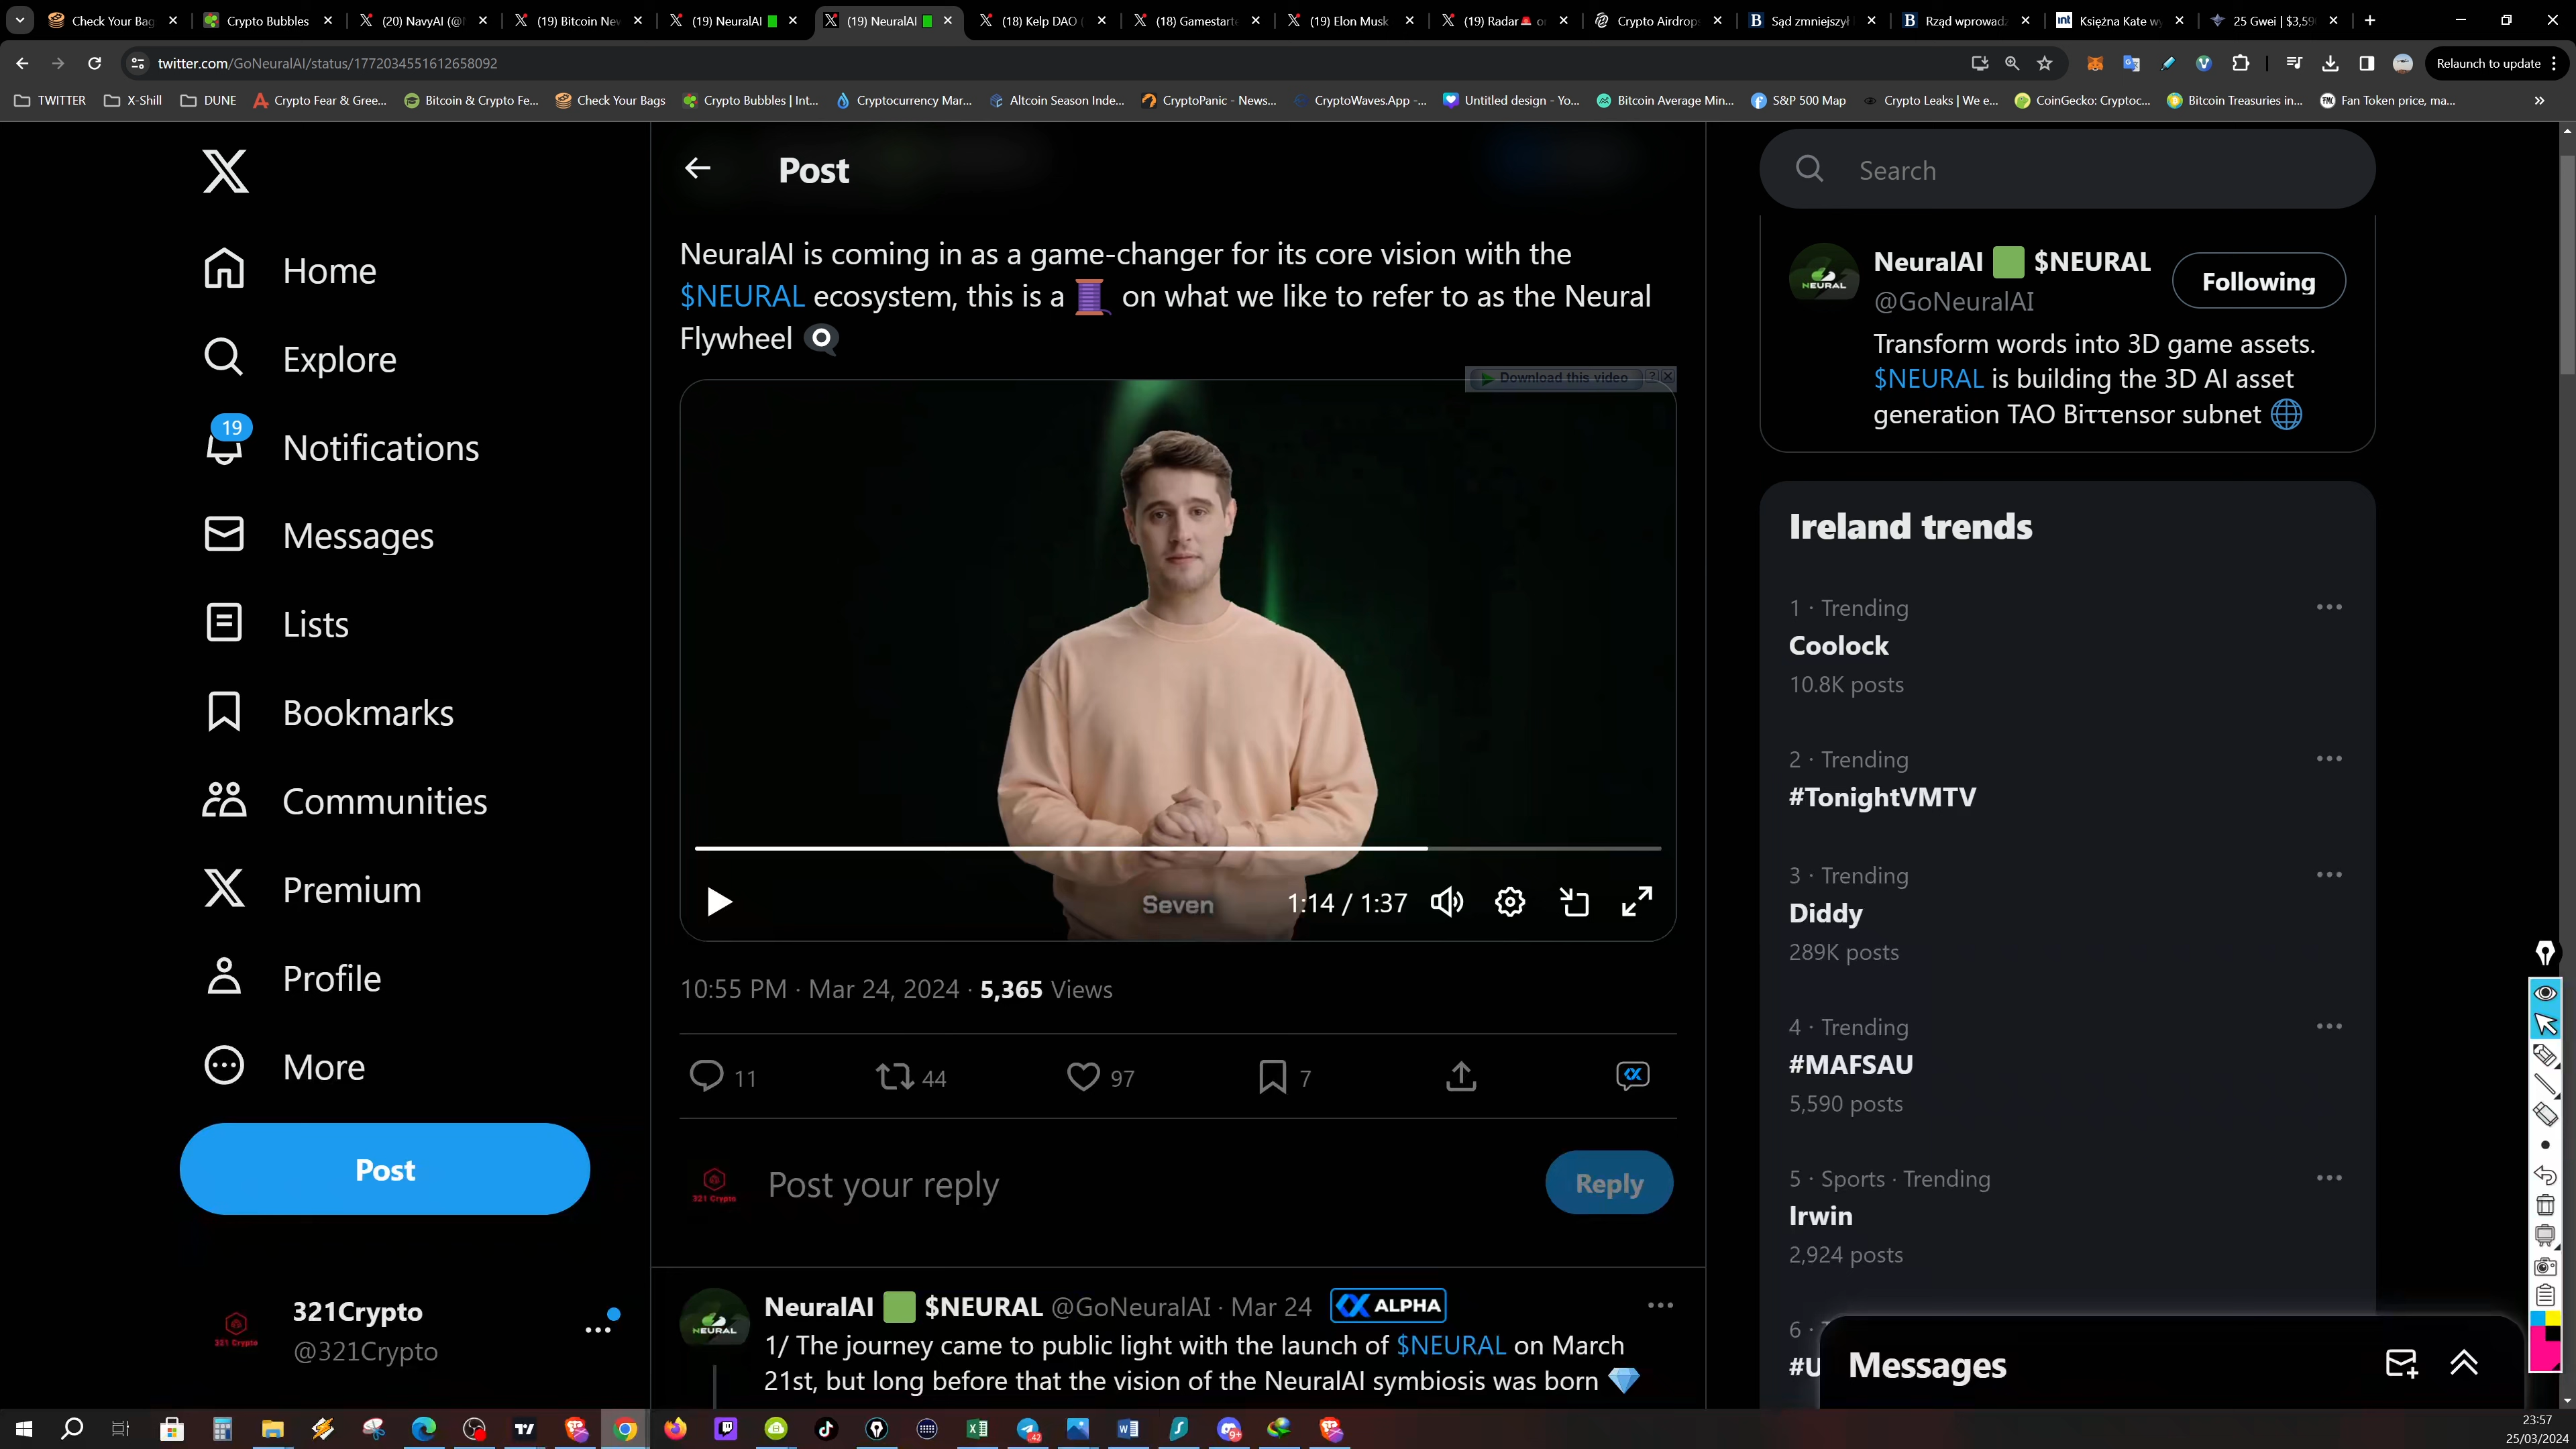 Check Your Bag
Crypto Bubbles
(20) NavyAI (@
(19) Bitcoin Nev
(19) NeuralAI
(19) NeuralAI
(18) Kelp DAO (
(18) Gamestarte
(19) Elon Musk
(19) Radar
Crypto Airdrop
Sąd zmniejszył
Rząd wprowadz
Księżna Kate w
25 Gwei | $3,59
twitter.com/GoNeuralAI/status/1772034551612658092
Relaunch to update
TWITTER
X-Shill
DUNE
Crypto Fear & Gree...
Bitcoin & Crypto Fe...
Check Your Bags
Crypto Bubbles | Int...
Cryptocurrency Mar...
Altcoin Season Inde...
CryptoPanic - News...
CryptoWaves.App -...
Untitled design - Yo...
Bitcoin Average Min...
S&P 500 Map
Crypto Leaks | We e...
CoinGecko: Cryptoc...
Bitcoin Treasuries in...
Fan Token price, ma...
Home
Explore
19
Notifications
Messages
Lists
Bookmarks
Communities
Premium
Profile
More
Post
321Crypto
@321Crypto
Post
NeuralAI is coming in as a game-changer for its core vision with the
$NEURAL ecosystem, this is a on what we like to refer to as the Neural
Flywheel
Download this video
Seven
1:14 / 1:37
10:55 PM · Mar 24, 2024 · 5,365 Views
11
44
97
7
Post your reply
Reply
NeuralAI $NEURAL @GoNeuralAI · Mar 24 ALPHA
1/ The journey came to public light with the launch of $NEURAL on March
21st, but long before that the vision of the NeuralAI symbiosis was born
Search
NEURAL
NeuralAI $NEURAL
@GoNeuralAI
Following
Transform words into 3D game assets.
$NEURAL is building the 3D AI asset
generation TAO Biττensor subnet
Ireland trends
1 · Trending
Coolock
10.8K posts
2 · Trending
#TonightVMTV
3 · Trending
Diddy
289K posts
4 · Trending
#MAFSAU
5,590 posts
5 · Sports · Trending
Irwin
2,924 posts
6 ·
#U
Messages
23:57
25/03/2024